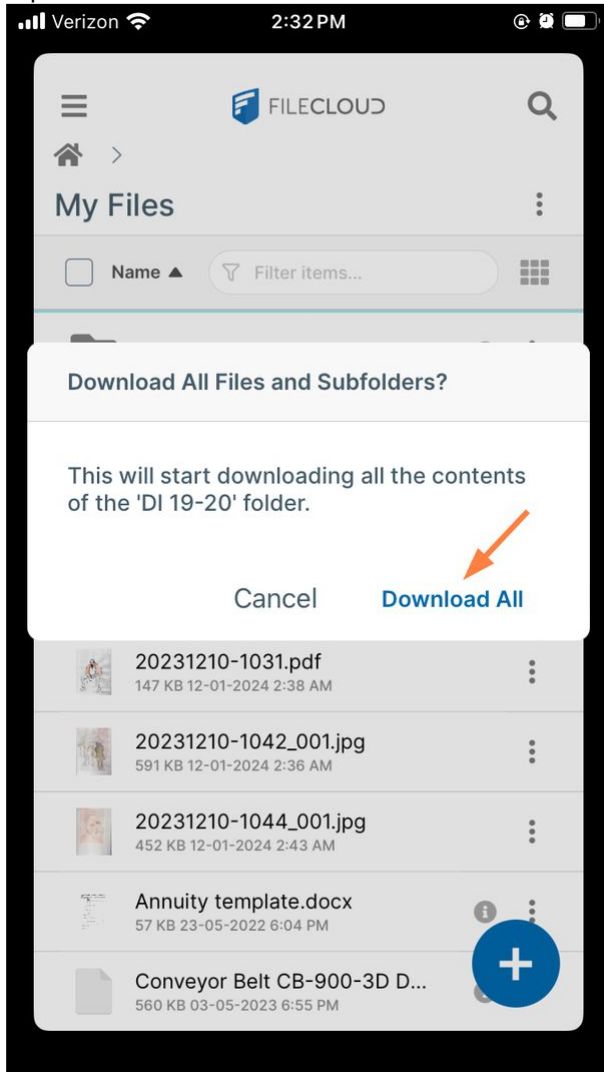 Verizon 2:32 PM
FILECLOUD
My Files
Name ▲ Filter items...
Download All Files and Subfolders?
This will start downloading all the contents
of the 'DI 19-20' folder.
Cancel Download All
20231210-1031.pdf
147 KB 12-01-2024 2:38 AM
20231210-1042_001.jpg
591 KB 12-01-2024 2:36 AM
20231210-1044_001.jpg
452 KB 12-01-2024 2:43 AM
Annuity template.docx
57 KB 23-05-2022 6:04 PM
Conveyor Belt CB-900-3D D...
560 KB 03-05-2023 6:55 PM